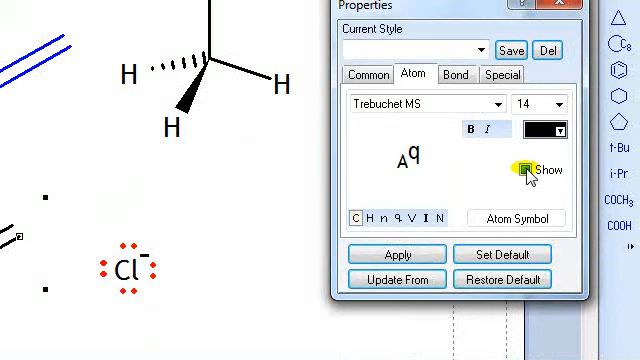 Properties
Current Style
Save Del
Common Atom Bond Special
Trebuchet MS 14
B I
Aq
Show
C H n q V I N Atom Symbol
Apply Set Default
Update From Restore Default
H H
H
Cl−
C8
t-Bu
i-Pr
COCH3
COOH